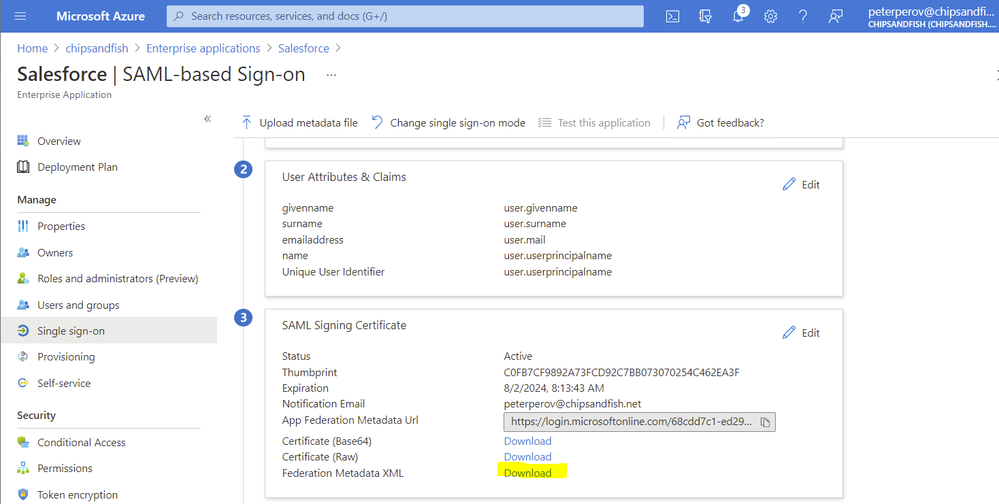 Microsoft Azure
Search resources, services, and docs (G+/)
3
peterperov@chipsandfi...
CHIPSANDFISH (CHIPSANDFISH....
Home > chipsandfish > Enterprise applications > Salesforce >
Salesforce | SAML-based Sign-on ...
Enterprise Application
«
Upload metadata file
Change single sign-on mode
Test this application
Got feedback?
Overview
Deployment Plan
Manage
Properties
Owners
Roles and administrators (Preview)
Users and groups
Single sign-on
Provisioning
Self-service
Security
Conditional Access
Permissions
Token encryption
2
User Attributes & Claims
Edit
givenname user.givenname
surname user.surname
emailaddress user.mail
name user.userprincipalname
Unique User Identifier user.userprincipalname
3
SAML Signing Certificate
Edit
Status Active
Thumbprint C0FB7CF9892A73FCD92C7BB073070254C462EA3F
Expiration 8/2/2024, 8:13:43 AM
Notification Email peterperov@chipsandfish.net
App Federation Metadata Url https://login.microsoftonline.com/68cdd7c1-ed29...
Certificate (Base64) Download
Certificate (Raw) Download
Federation Metadata XML Download